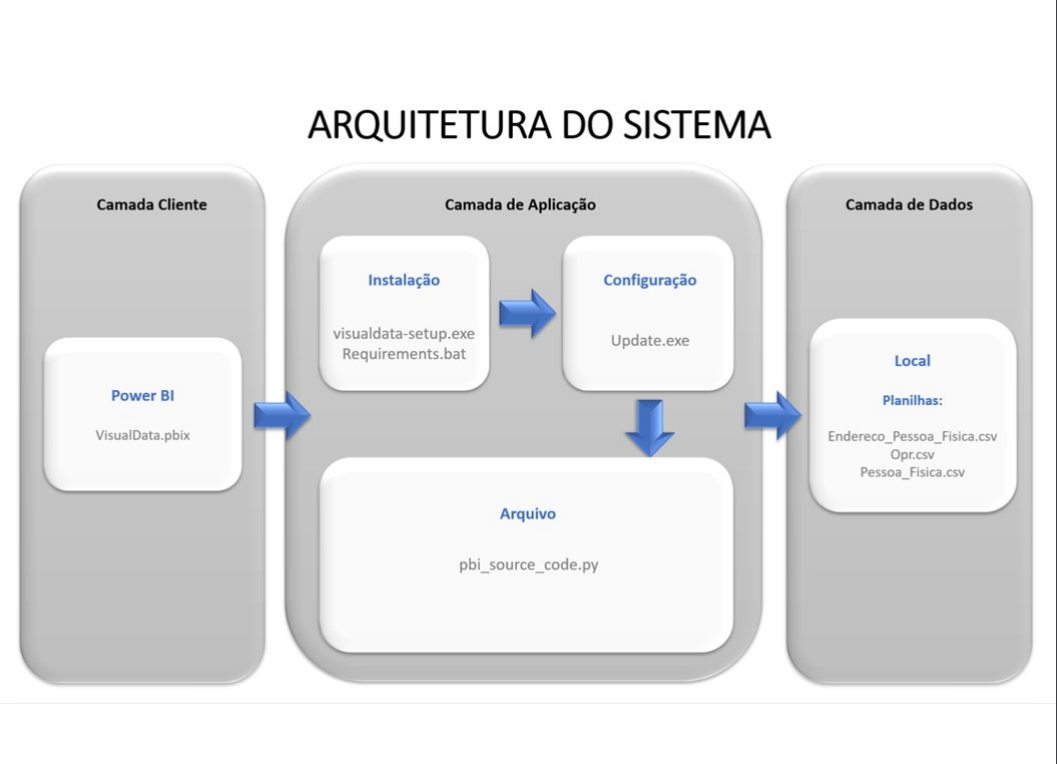 ARQUITETURA DO SISTEMA
Camada Cliente
Power BI
VisualData.pbix
Camada de Aplicação
Instalação
visualdata-setup.exe
Requirements.bat
Configuração
Update.exe
Arquivo
pbi_source_code.py
Camada de Dados
Local
Planilhas:
Endereco_Pessoa_Fisica.csv
Opr.csv
Pessoa_Fisica.csv